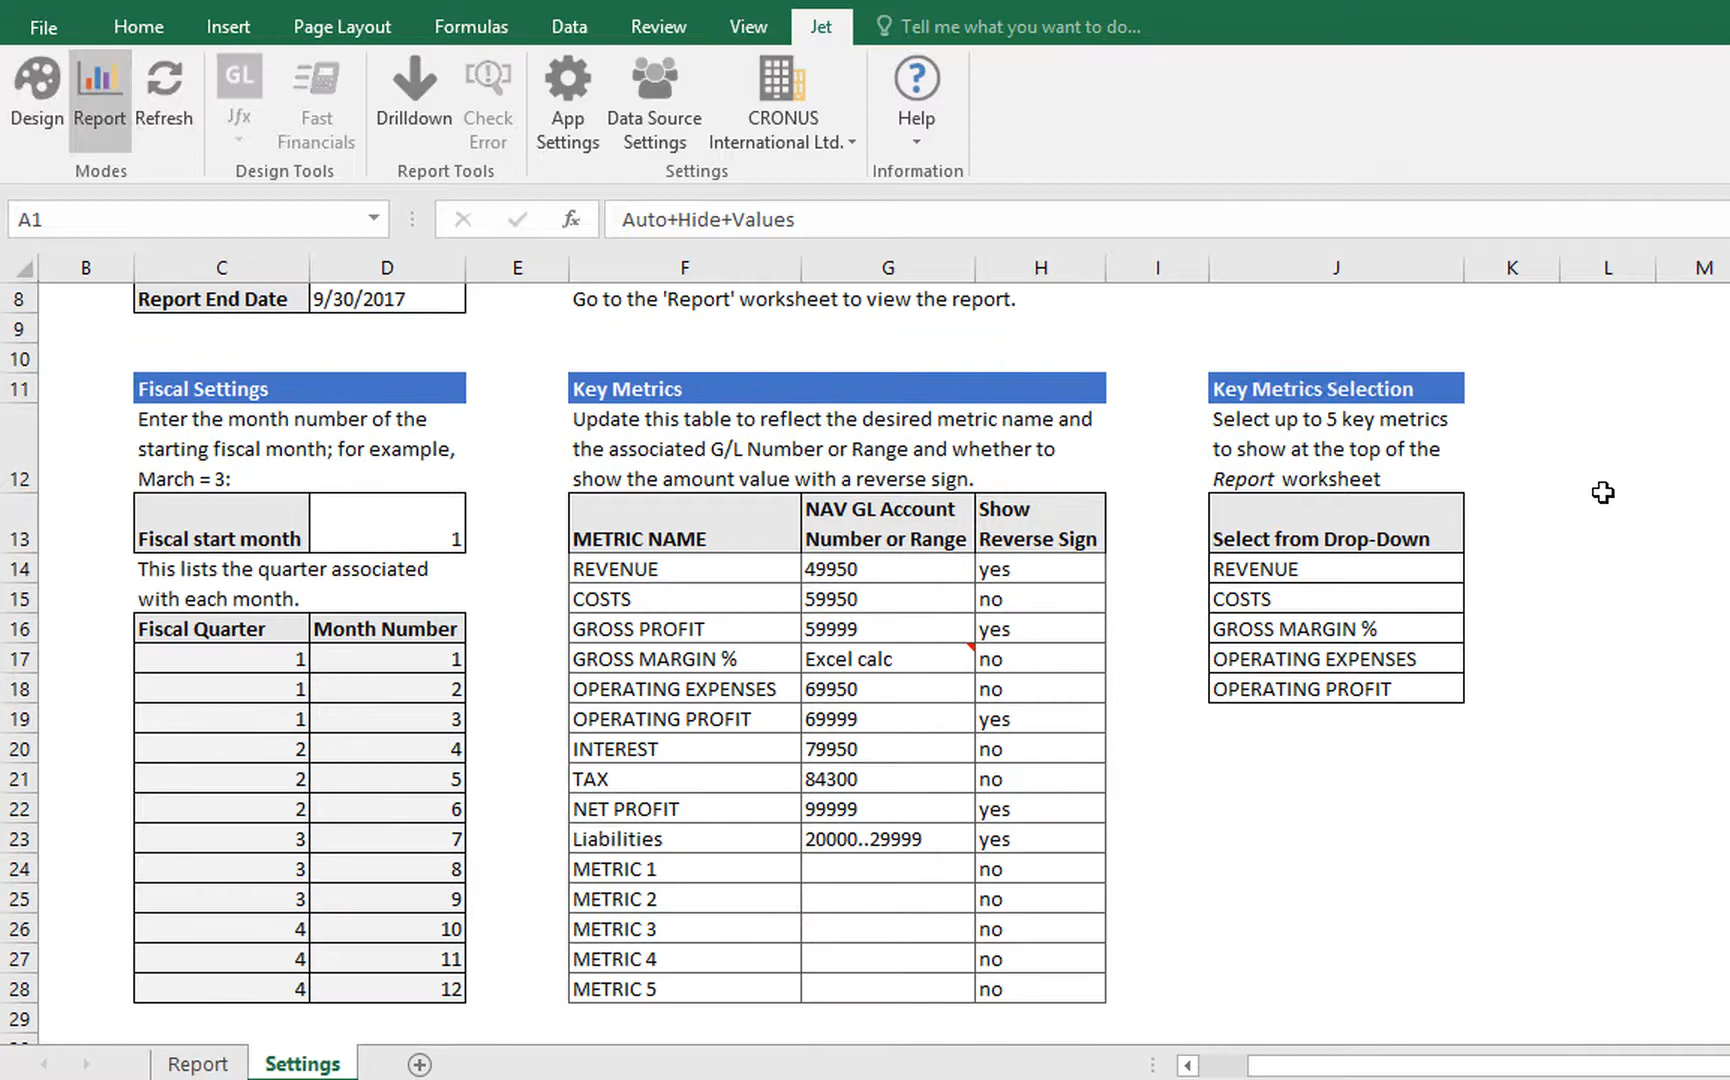 File Home Insert Page Layout Formulas Data Review View Jet Tell me what you want to do...
Design Report Refresh GL Jfx Fast Financials Drilldown Check Error App Settings Data Source Settings CRONUS International Ltd. ? Help
Modes Design Tools Report Tools Settings Information
A1 fx Auto+Hide+Values
B C D E F G H I J K L M
8 Report End Date 9/30/2017 Go to the 'Report' worksheet to view the report.
9
10
11 Fiscal Settings Key Metrics Key Metrics Selection
Enter the month number of the Update this table to reflect the desired metric name and Select up to 5 key metrics
starting fiscal month; for example, the associated G/L Number or Range and whether to to show at the top of the
12 March = 3: show the amount value with a reverse sign. Report worksheet
NAV GL Account Show
13 Fiscal start month 1 METRIC NAME Number or Range Reverse Sign Select from Drop-Down
14 This lists the quarter associated REVENUE 49950 yes REVENUE
15 with each month. COSTS 59950 no COSTS
16 Fiscal Quarter Month Number GROSS PROFIT 59999 yes GROSS MARGIN %
17 1 1 GROSS MARGIN % Excel calc no OPERATING EXPENSES
18 1 2 OPERATING EXPENSES 69950 no OPERATING PROFIT
19 1 3 OPERATING PROFIT 69999 yes
20 2 4 INTEREST 79950 no
21 2 5 TAX 84300 no
22 2 6 NET PROFIT 99999 yes
23 3 7 Liabilities 20000..29999 yes
24 3 8 METRIC 1 no
25 3 9 METRIC 2 no
26 4 10 METRIC 3 no
27 4 11 METRIC 4 no
28 4 12 METRIC 5 no
29
Report Settings